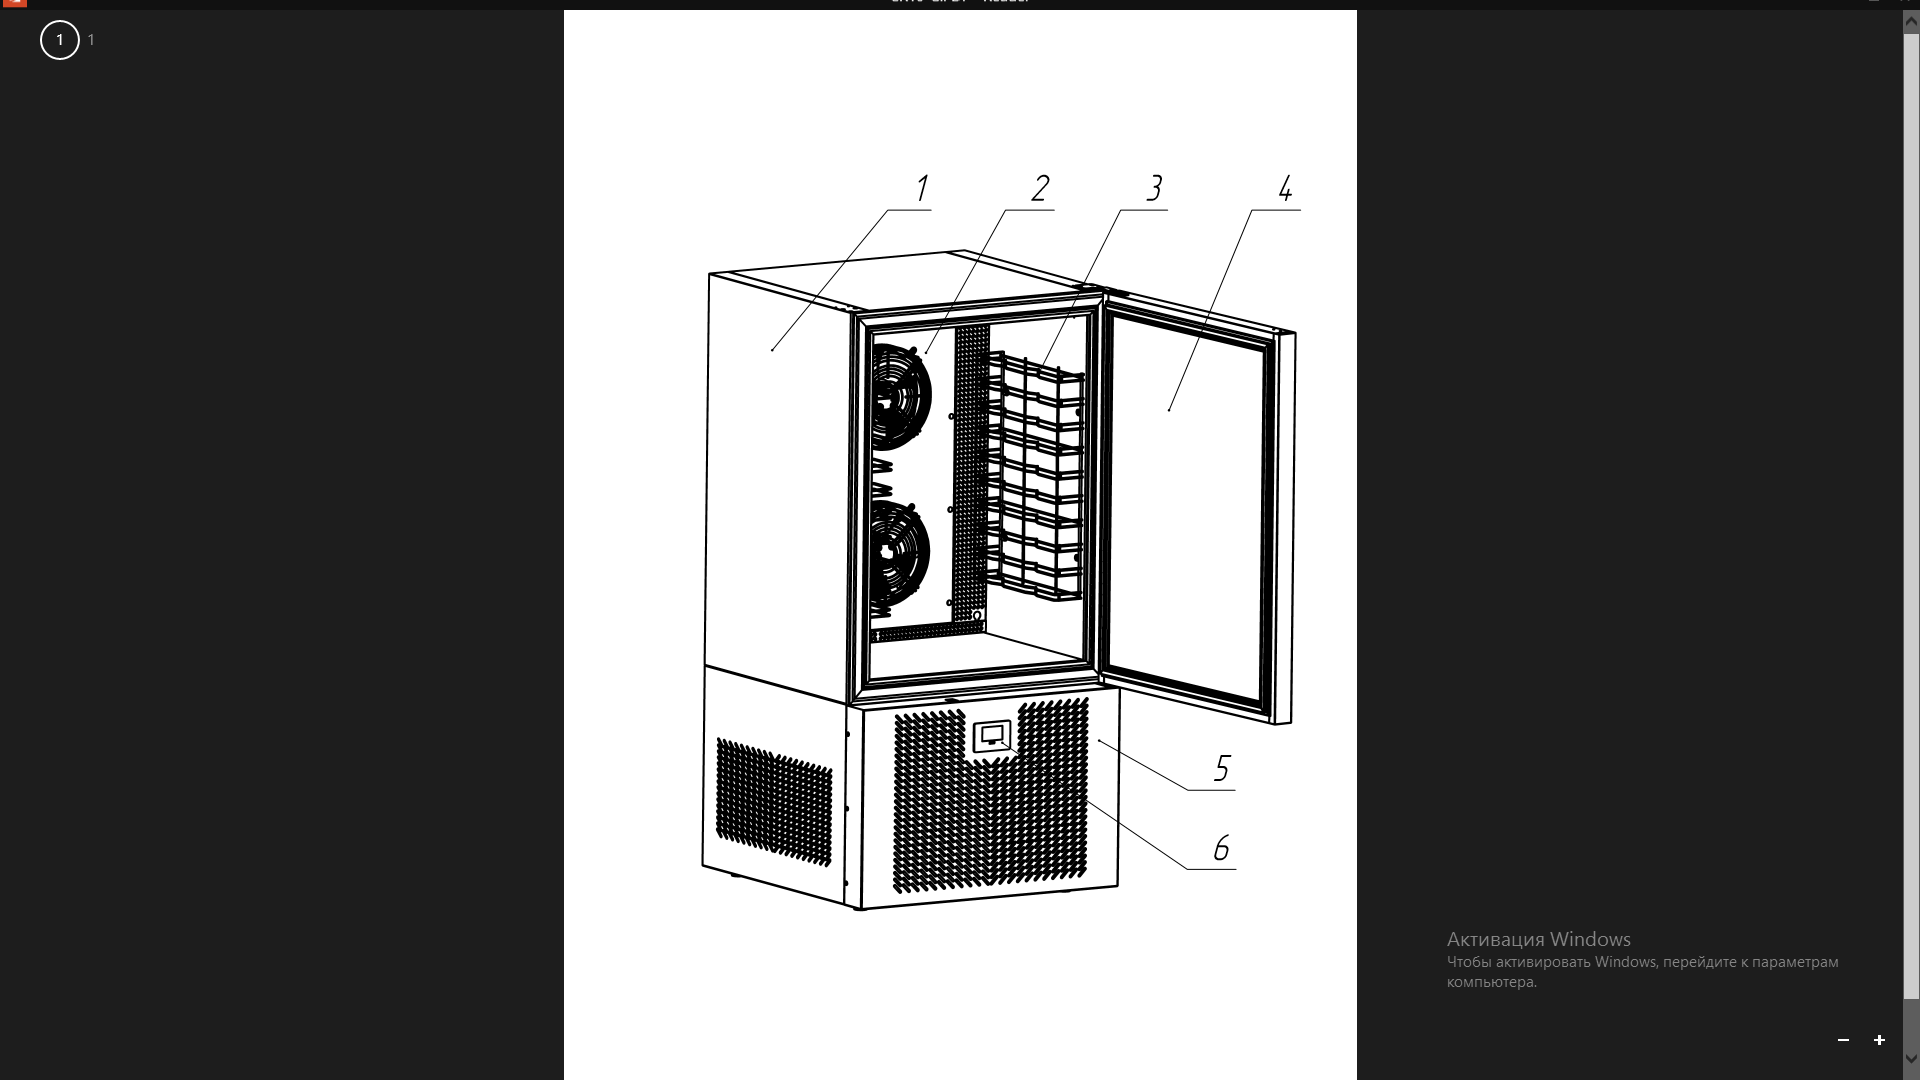 1 1
1 2 3 4
5
6
Активация Windows
Чтобы активировать Windows, перейдите к параметрам
компьютера.